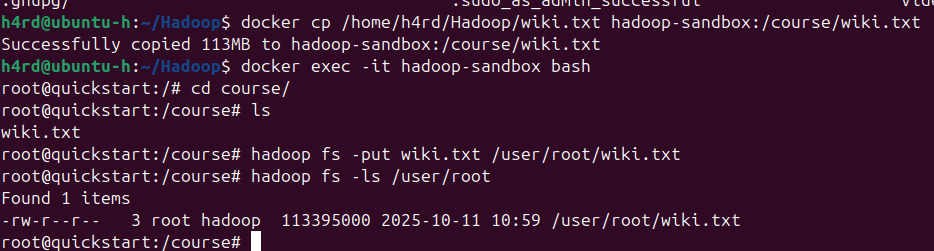 .gnupg/ .sudo_as_admin_successful
h4rd@ubuntu-h:~/Hadoop$ docker cp /home/h4rd/Hadoop/wiki.txt hadoop-sandbox:/course/wiki.txt
Successfully copied 113MB to hadoop-sandbox:/course/wiki.txt
h4rd@ubuntu-h:~/Hadoop$ docker exec -it hadoop-sandbox bash
root@quickstart:/# cd course/
root@quickstart:/course# ls
wiki.txt
root@quickstart:/course# hadoop fs -put wiki.txt /user/root/wiki.txt
root@quickstart:/course# hadoop fs -ls /user/root
Found 1 items
-rw-r--r--   3 root hadoop  113395000 2025-10-11 10:59 /user/root/wiki.txt
root@quickstart:/course#